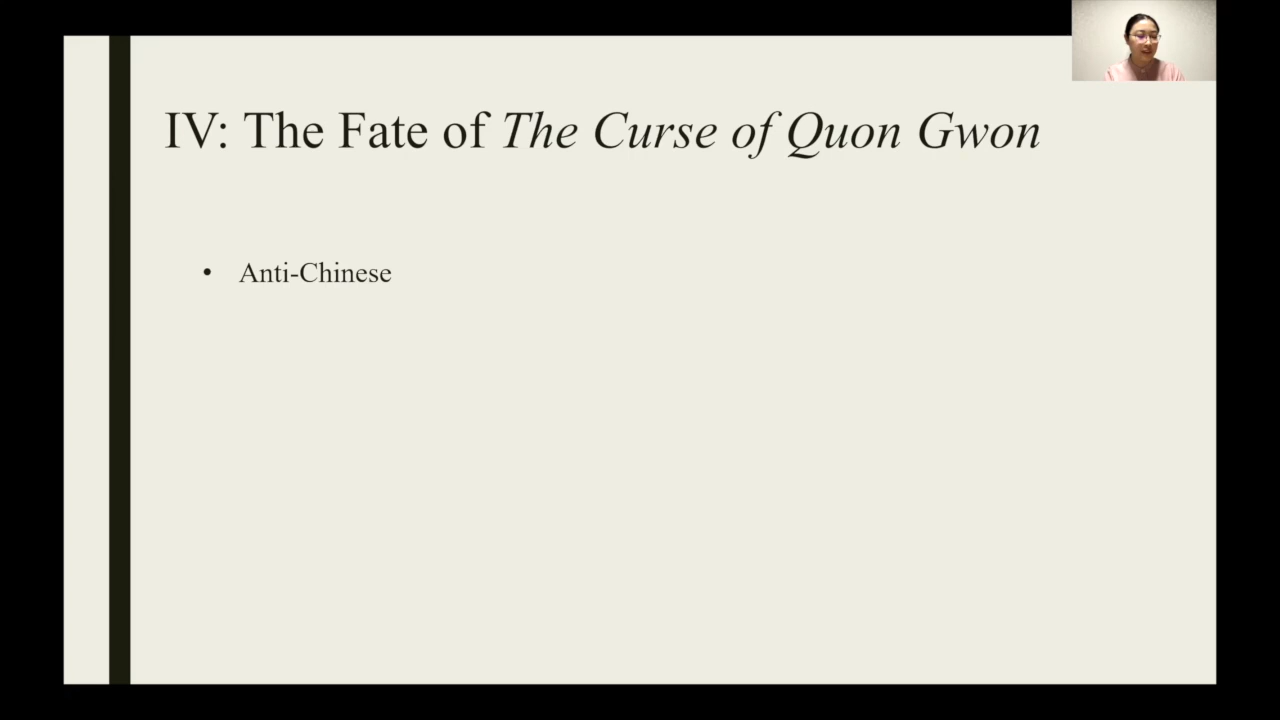 IV: The Fate of The Curse of Quon Gwon
• Anti-Chinese